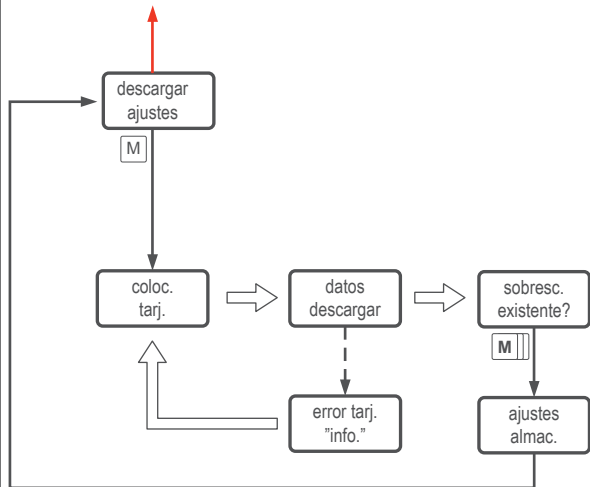 descargar
ajustes
M
coloc.
tarj.
datos
descargar
sobresc.
existente?
M
error tarj.
”info.”
ajustes
almac.